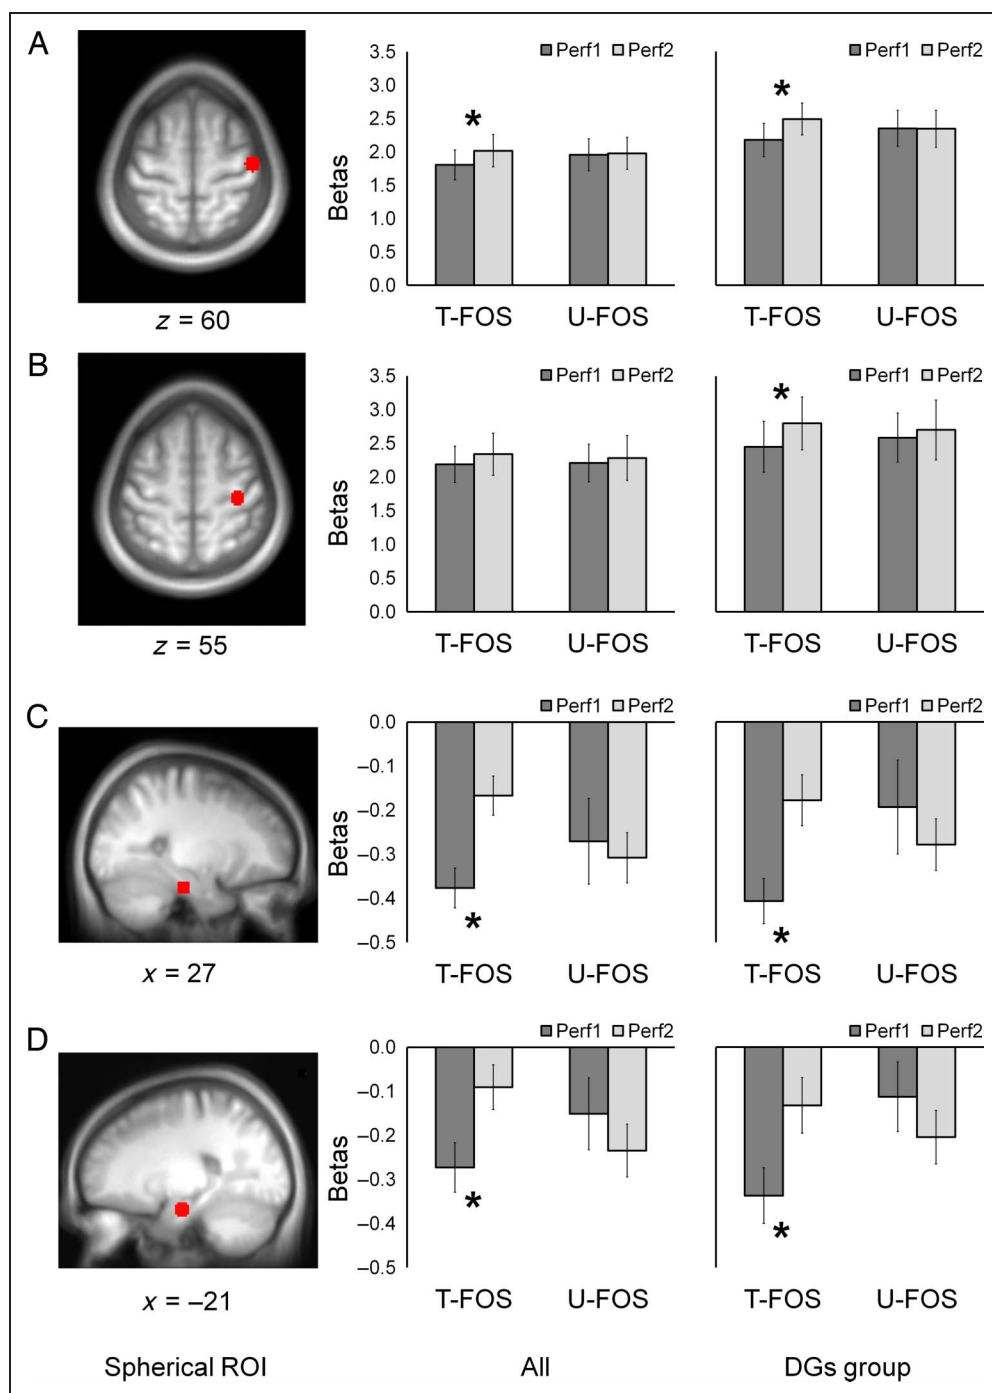 A
Perf1 Perf2
Perf1 Perf2
Betas
3.5
3.0
2.5
2.0
1.5
1.0
0.5
0.0
*
*
T-FOS U-FOS
T-FOS U-FOS
z = 60
B
Perf1 Perf2
Perf1 Perf2
Betas
3.5
3.0
2.5
2.0
1.5
1.0
0.5
0.0
*
T-FOS U-FOS
T-FOS U-FOS
z = 55
C
Perf1 Perf2
Perf1 Perf2
Betas
0.0
–0.1
–0.2
–0.3
–0.4
–0.5
*
*
T-FOS U-FOS
T-FOS U-FOS
x = 27
D
Perf1 Perf2
Perf1 Perf2
Betas
0.0
–0.1
–0.2
–0.3
–0.4
–0.5
*
*
T-FOS U-FOS
T-FOS U-FOS
x = –21
Spherical ROI
All
DGs group